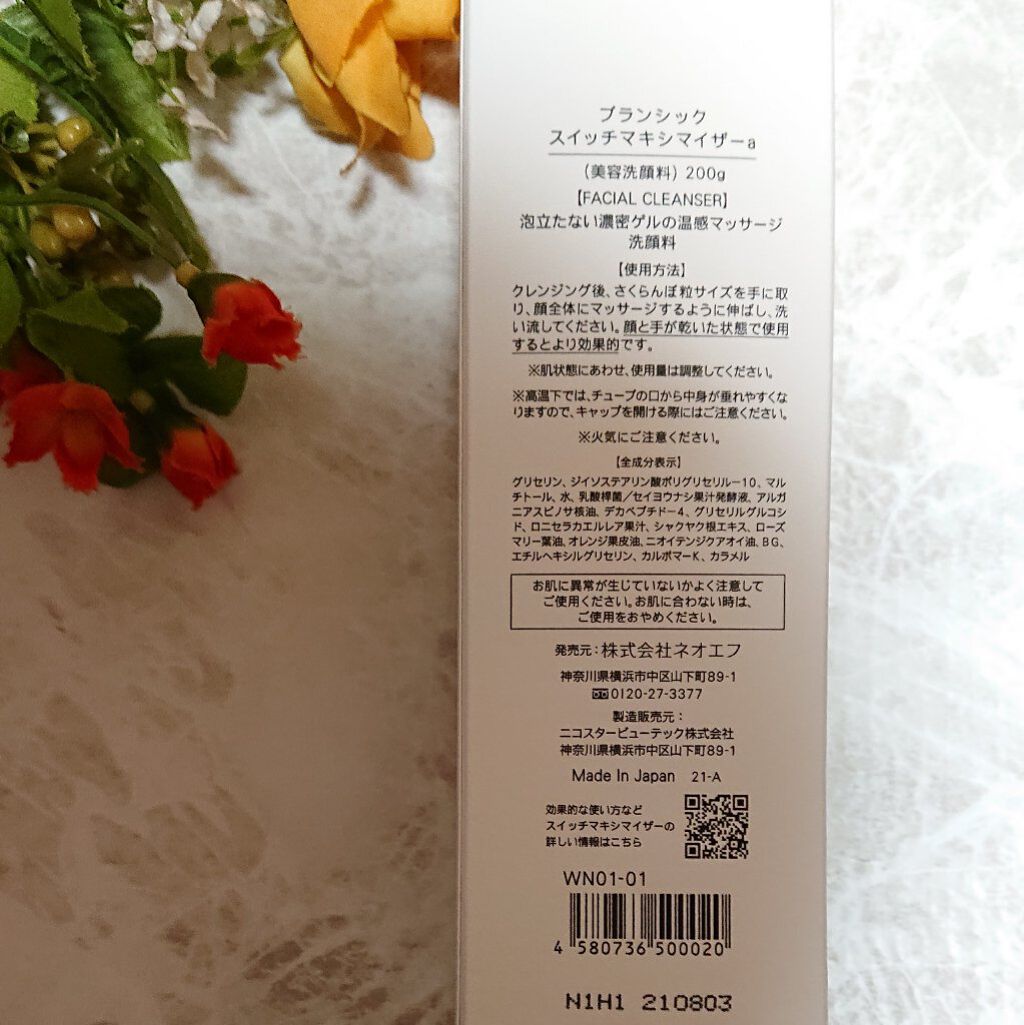 ブランシック
スイッチマキシマイザーa
(美容洗顔料) 200g
【FACIAL CLEANSER】
泡立たない濃密ゲルの温感マッサージ
洗顔料
【使用方法】
クレンジング後、さくらんぼ粒サイズを手に取
り、顔全体にマッサージするように伸ばし、洗
い流してください。顔と手が乾いた状態で使用
するとより効果的です。
※肌状態にあわせ、使用量は調整してください。
※高温下では、チューブの口から中身が垂れやすくな
りますので、キャップを開ける際にはご注意ください。
※火気にご注意ください。
【全成分表示】
グリセリン、ジイソステアリン酸ポリグリセリル－10、マル
チトール、水、乳酸桿菌／セイヨウナシ果汁発酵液、アルガ
ニアスピノサ核油、デカペプチド－4、グリセリルグルコシ
ド、ロニセラカエルレア果汁、シャクヤク根エキス、ローズ
マリー葉油、オレンジ果皮油、ニオイテンジクアオイ油、BG、
エチルヘキシルグリセリン、カルボマーK、カラメル
お肌に異常が生じていないかよく注意して
ご使用ください。お肌に合わない時は、
ご使用をおやめください。
発売元：株式会社ネオエフ
神奈川県横浜市中区山下町89-1
0120-27-3377
製造販売元：
ニコスタービューテック株式会社
神奈川県横浜市中区山下町89-1
Made In Japan 21-A
効果的な使い方など
スイッチマキシマイザーの
詳しい情報はこちら
WN01-01
4 580736 500020
N1H1 210803